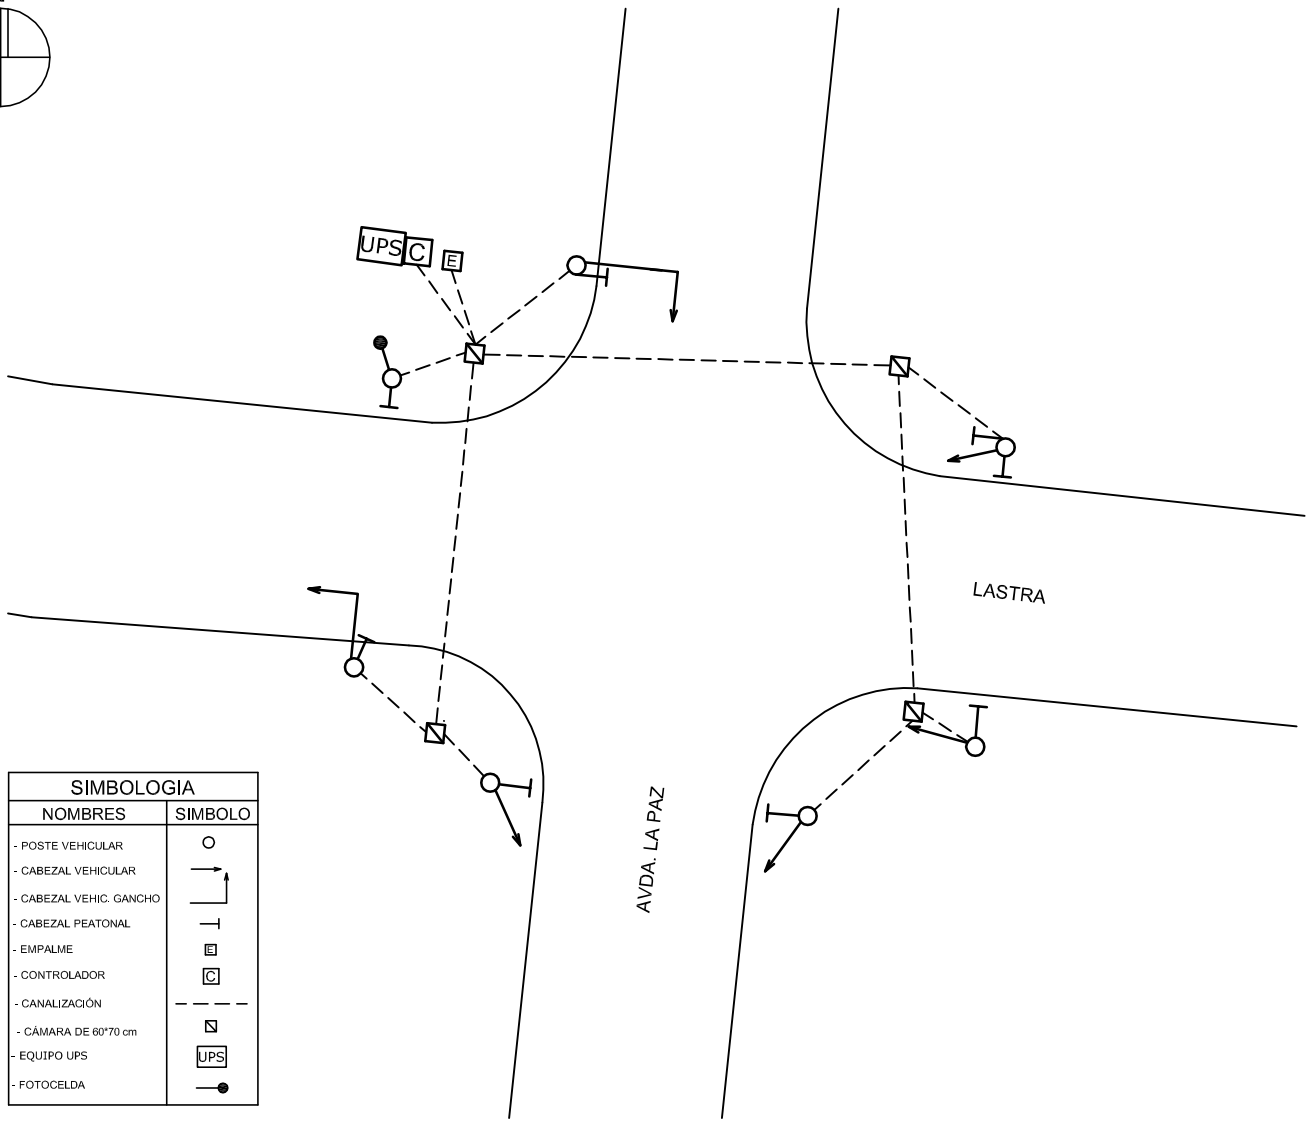 UPS C E
LASTRA
AVDA. LA PAZ
SIMBOLOGIA
NOMBRES SIMBOLO
- POSTE VEHICULAR
- CABEZAL VEHICULAR
- CABEZAL VEHIC. GANCHO
- CABEZAL PEATONAL
- EMPALME E
- CONTROLADOR C
- CANALIZACIÓN
- CÁMARA DE 60*70 cm
- EQUIPO UPS UPS
- FOTOCELDA